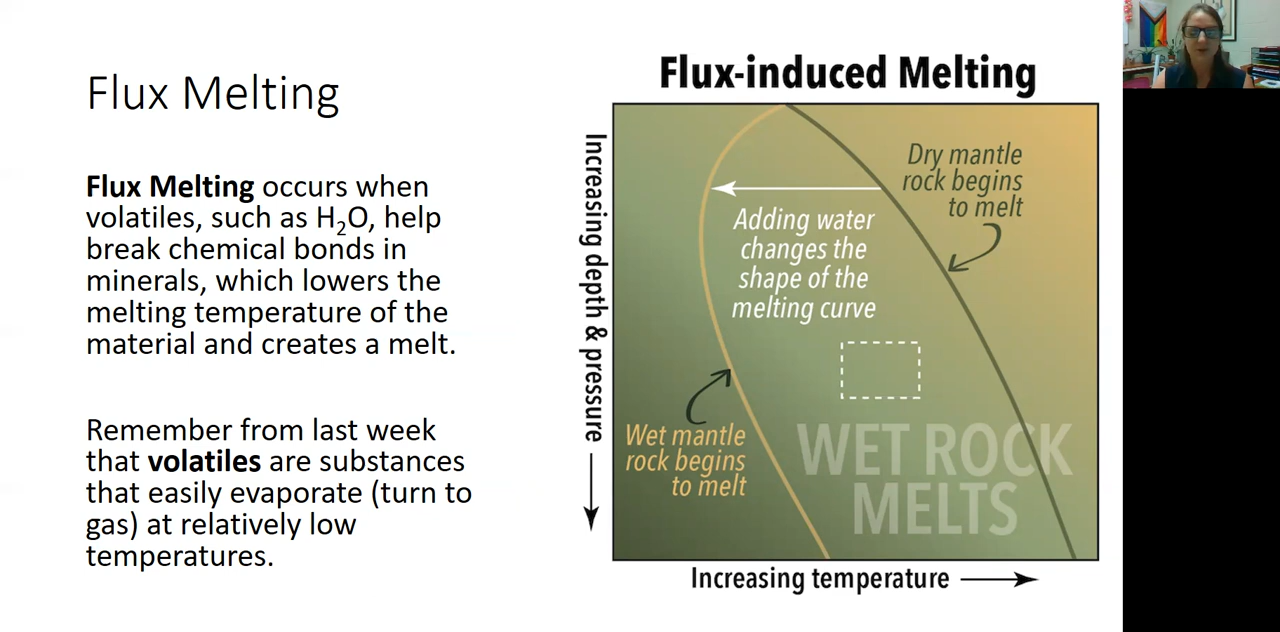 Flux Melting
Flux Melting occurs when
volatiles, such as H₂O, help
break chemical bonds in
minerals, which lowers the
melting temperature of the
material and creates a melt.
Remember from last week
that volatiles are substances
that easily evaporate (turn to
gas) at relatively low
temperatures.
Flux-induced Melting
Increasing depth & pressure
Dry mantle
rock begins
to melt
Adding water
changes the
shape of the
melting curve
Wet mantle
rock begins
to melt
WET ROCK
MELTS
Increasing temperature